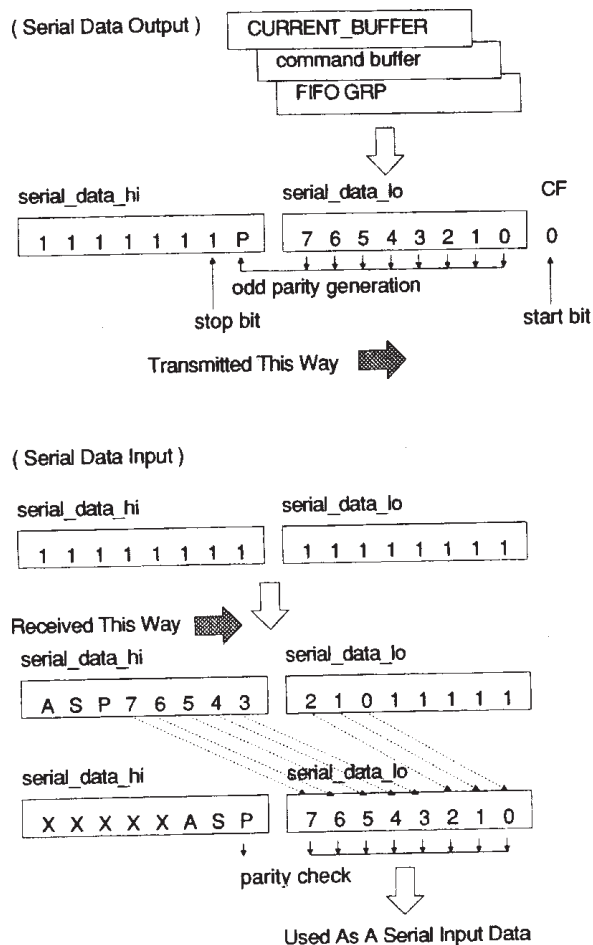 ( Serial Data Output )
CURRENT_BUFFER
command buffer
FIFO GRP
serial_data_hi serial_data_lo CF
1 1 1 1 1 1 1 P 7 6 5 4 3 2 1 0 0
odd parity generation
stop bit start bit
Transmitted This Way
( Serial Data Input )
serial_data_hi serial_data_lo
1 1 1 1 1 1 1 1 1 1 1 1 1 1 1 1
Received This Way
serial_data_hi serial_data_lo
A S P 7 6 5 4 3 2 1 0 1 1 1 1 1
serial_data_hi serial_data_lo
X X X X X A S P 7 6 5 4 3 2 1 0
parity check
Used As A Serial Input Data